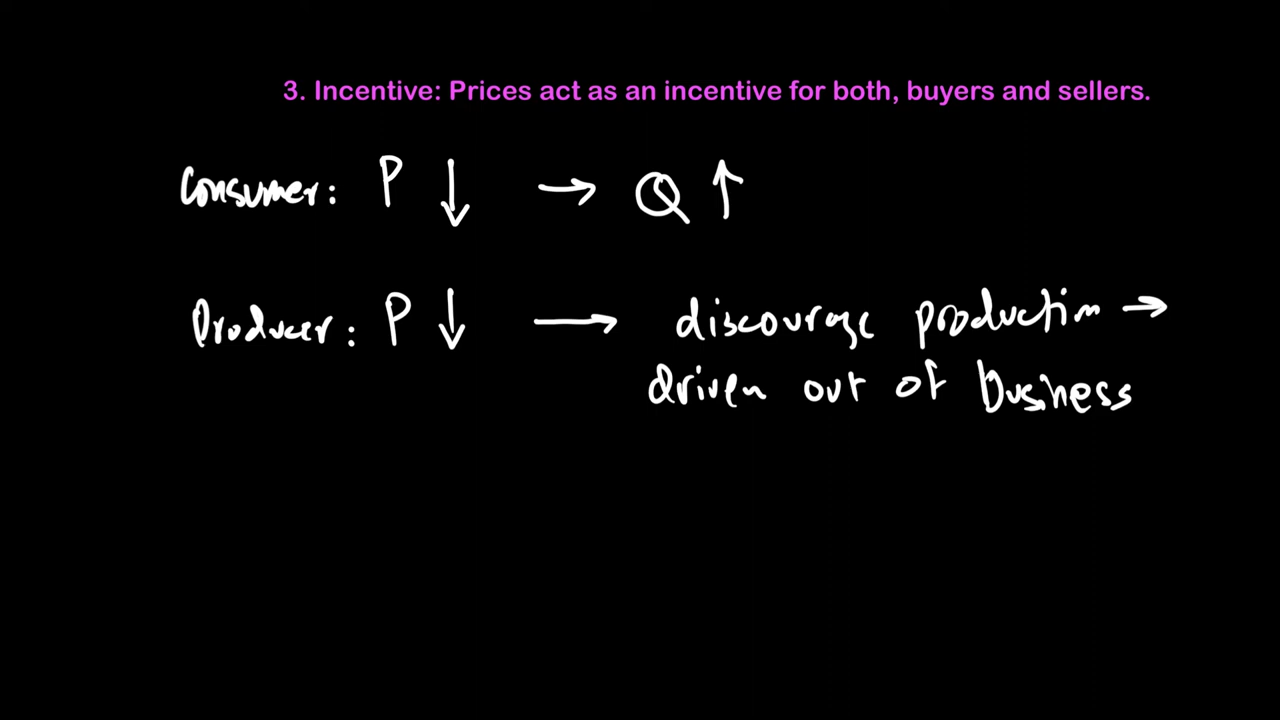 3. Incentive: Prices act as an incentive for both, buyers and sellers.
Consumer: P ↓ → Q ↑
Producer: P ↓ → discourage production →
driven out of business